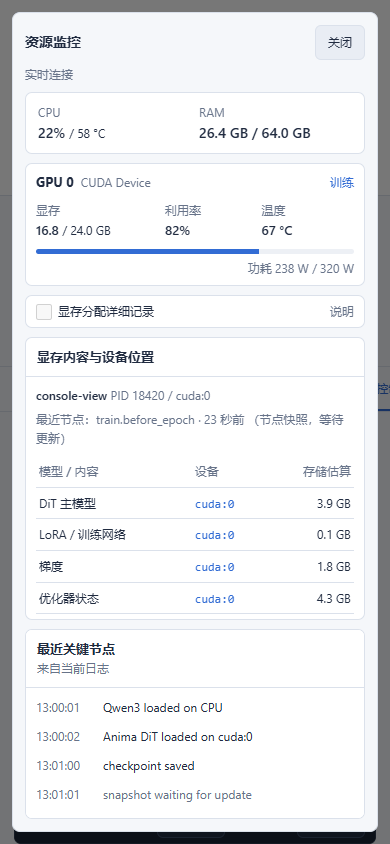 资源监控
关闭
实时连接
CPU
RAM
22% / 58 °C
26.4 GB / 64.0 GB
GPU 0 CUDA Device
训练
显存
利用率
温度
16.8 / 24.0 GB
82%
67 °C
功耗 238 W / 320 W
显存分配详细记录
说明
显存内容与设备位置
console-view PID 18420 / cuda:0
最近节点：train.before_epoch · 23 秒前 （节点快照，等待
更新）
模型 / 内容
设备
存储估算
DiT 主模型
cuda:0
3.9 GB
LoRA / 训练网络
cuda:0
0.1 GB
梯度
cuda:0
1.8 GB
优化器状态
cuda:0
4.3 GB
最近关键节点
来自当前日志
13:00:01 Qwen3 loaded on CPU
13:00:02 Anima DiT loaded on cuda:0
13:01:00 checkpoint saved
13:01:01 snapshot waiting for update